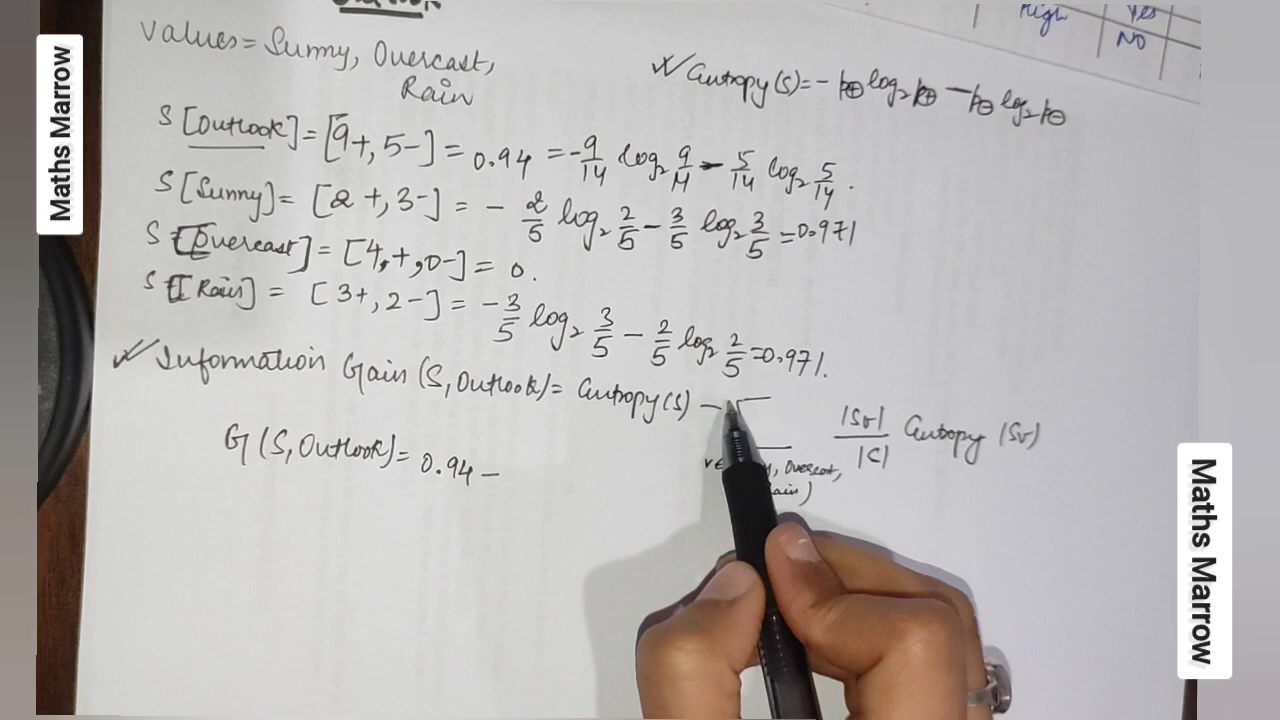 High Yes
NO
Values = Sunny, Overcast,
Rain
Entropy(S) = - p⊕ log₂ p⊕ - p⊖ log₂ p⊖
S [Outlook] = [9+, 5-] = 0.94 = -9/14 log₂ 9/14 - 5/14 log₂ 5/14.
S [Sunny] = [2+, 3-] = - 2/5 log₂ 2/5 - 3/5 log₂ 3/5 = 0.971
S [Overcast] = [4,+,0-] = 0.
S [Rain] = [3+, 2-] = -3/5 log₂ 3/5 - 2/5 log₂ 2/5 = 0.971.
Information Gain (S, Outlook) = Entropy(S) - |Sv|/|S| Entropy (Sv)
G (S, Outlook) = 0.94 -
Maths Marrow
Maths Marrow